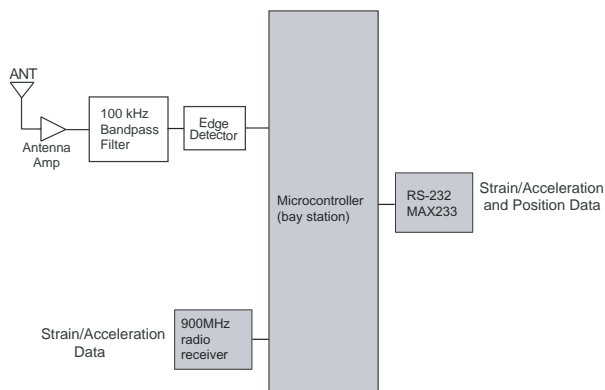 ANT
Antenna
Amp
100 kHz
Bandpass
Filter
Edge
Detector
Microcontroller
(bay station)
RS-232
MAX233
Strain/Acceleration
and Position Data
Strain/Acceleration
Data
900MHz
radio
receiver